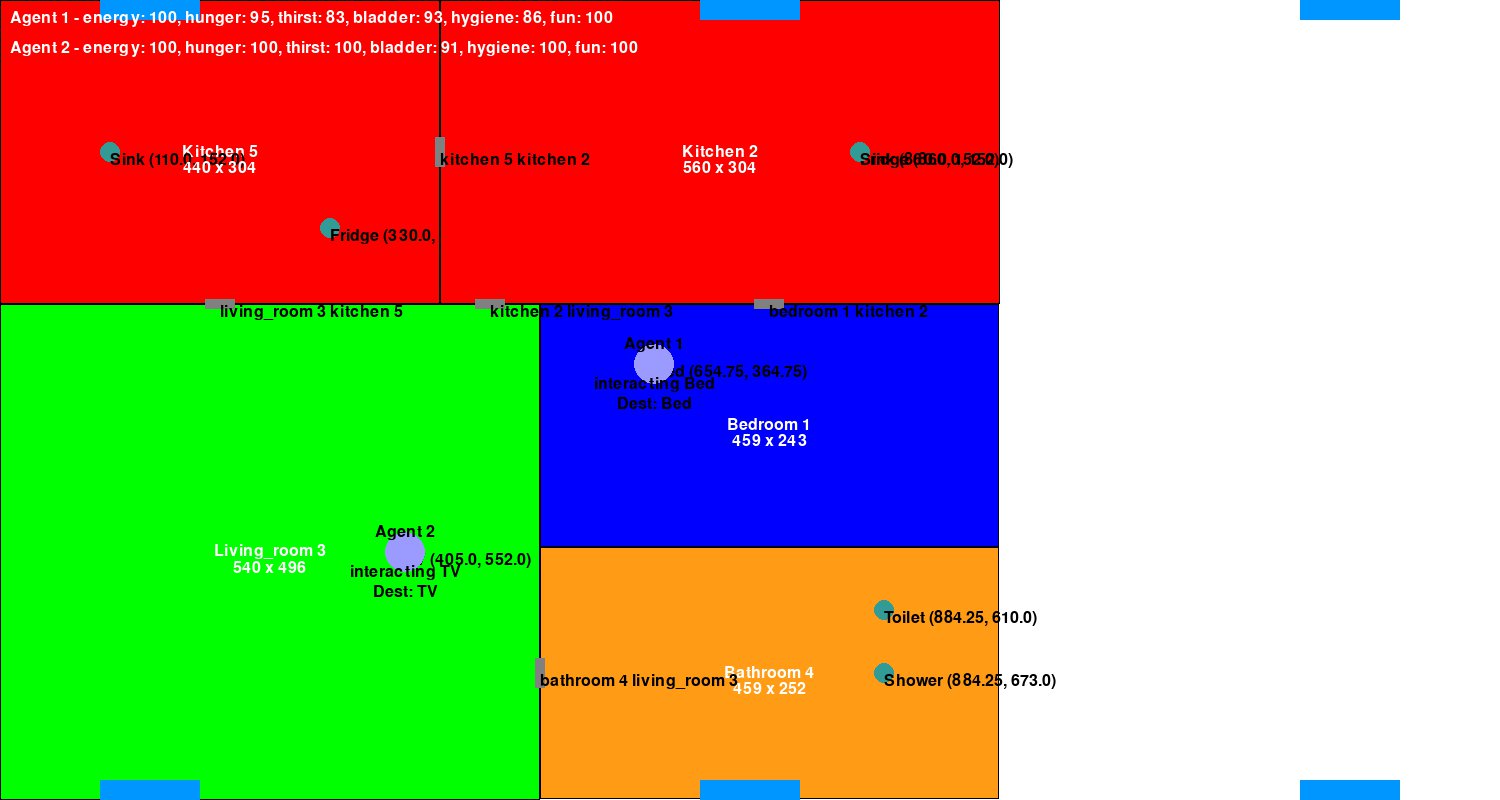 Agent 1 - energy: 100, hunger: 95, thirst: 83, bladder: 93, hygiene: 86, fun: 100
Agent 2 - energy: 100, hunger: 100, thirst: 100, bladder: 91, hygiene: 100, fun: 100
Kitchen 5
440 x 304
Sink (110.0, 152.0)
kitchen 5 kitchen 2
Kitchen 2
560 x 304
Fridge (330.0,
living_room 3 kitchen 5
kitchen 2 living_room 3
bedroom 1 kitchen 2
Agent 1
(654.75, 364.75)
interacting Bed
Dest: Bed
Bedroom 1
459 x 243
Agent 2
(405.0, 552.0)
interacting TV
Dest: TV
Living_room 3
540 x 496
Toilet (884.25, 610.0)
Bathroom 4
459 x 252
bathroom 4 living_room 3
Shower (884.25, 673.0)